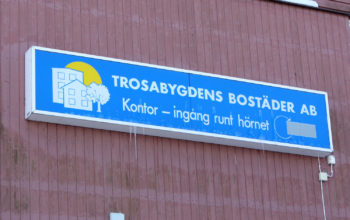 TROSABYGDENS BOSTÄDER AB
Kontor – ingång runt hörnet